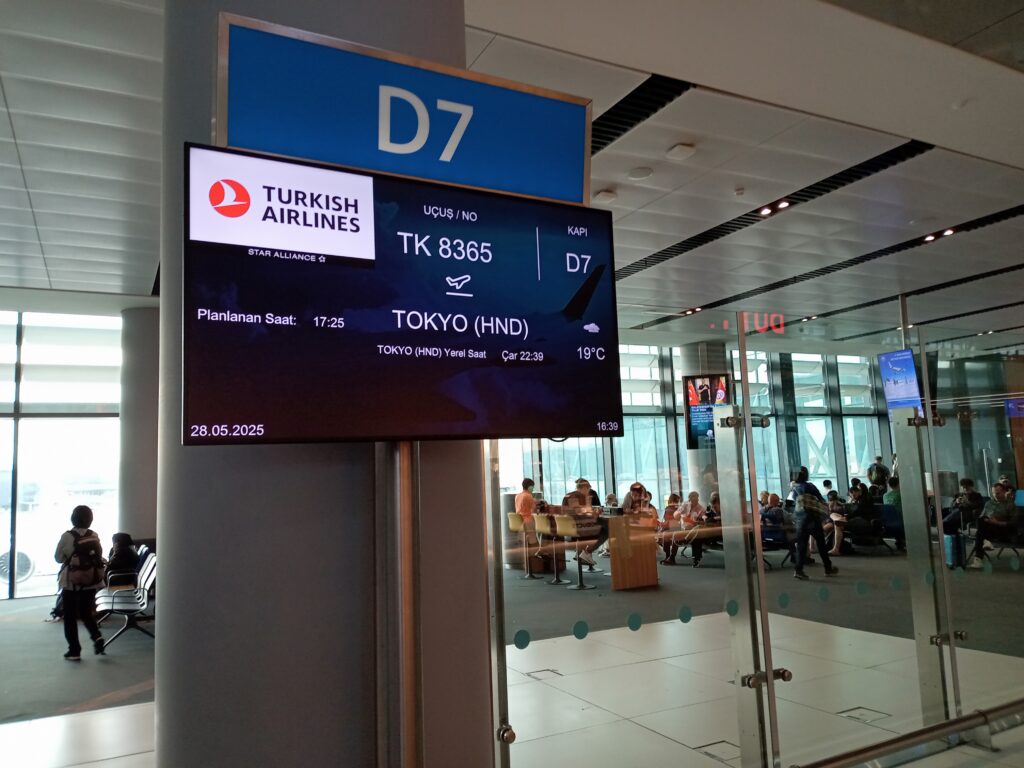 D7
TURKISH
AIRLINES
STAR ALLIANCE
UÇUŞ / NO
TK 8365
KAPI
D7
Planlanan Saat: 17:25
TOKYO (HND)
TOKYO (HND) Yerel Saat Çar 22:39
19°C
28.05.2025
16:39